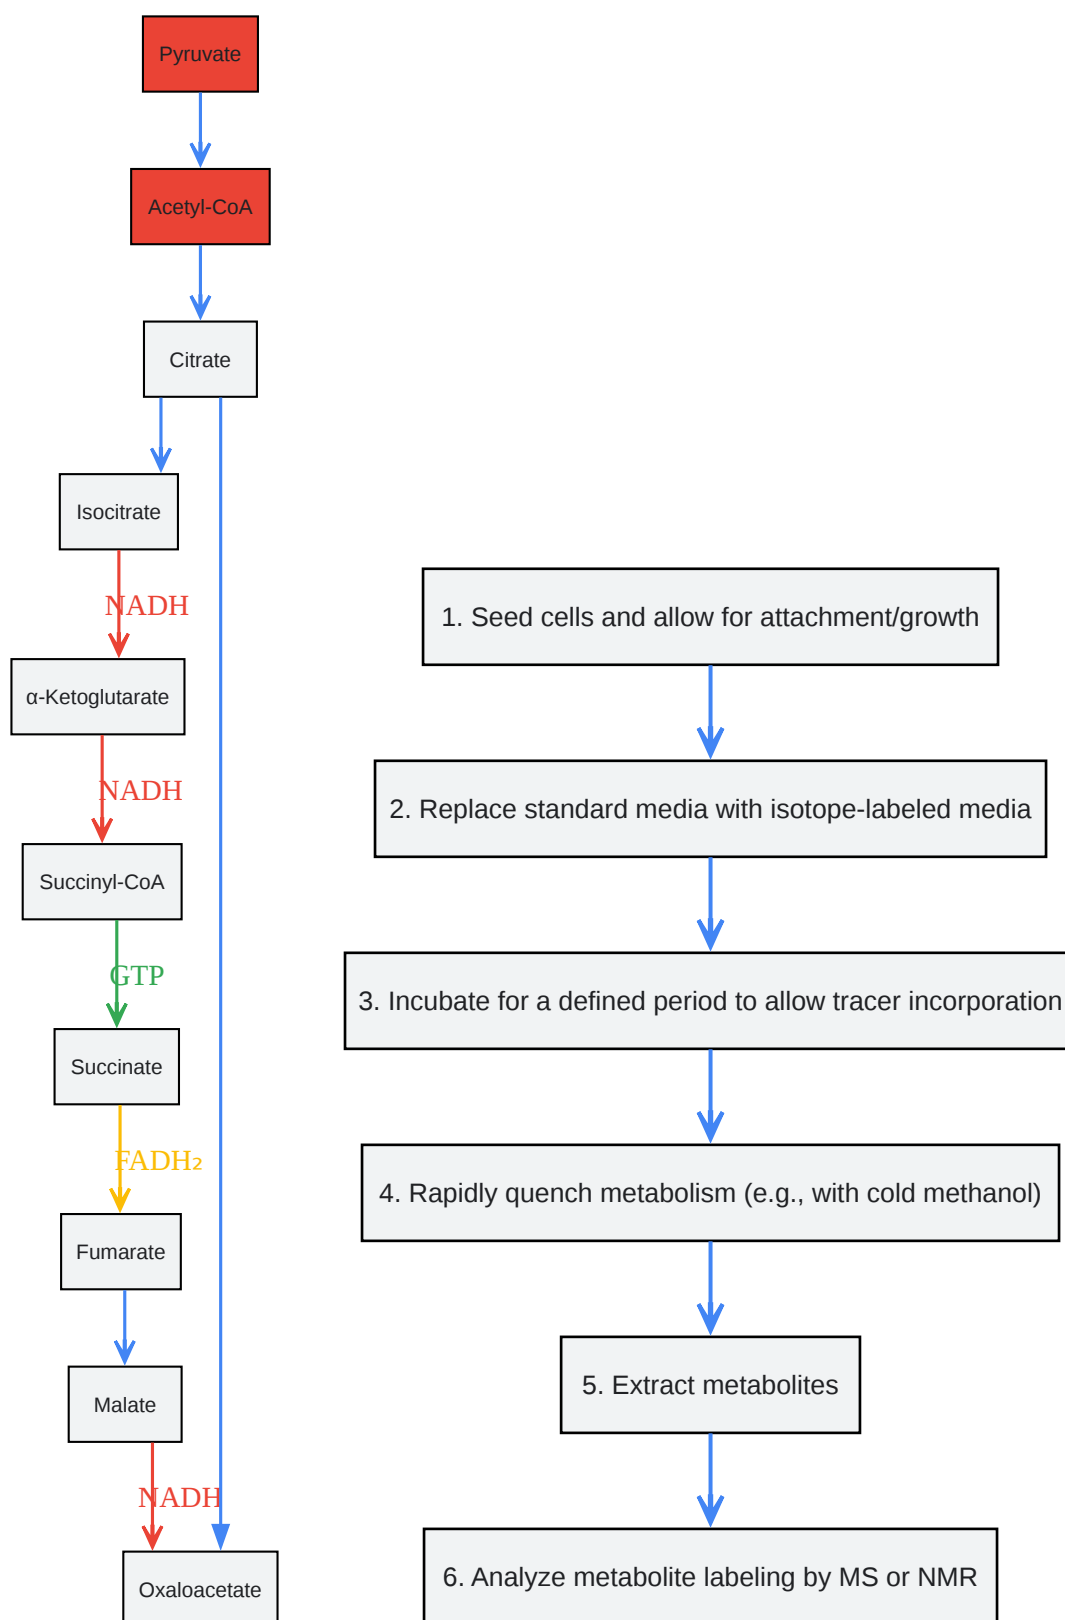 Pyruvate
Acetyl-CoA
Citrate
Isocitrate
NADH
α-Ketoglutarate
NADH
Succinyl-CoA
GTP
Succinate
FADH₂
Fumarate
Malate
NADH
Oxaloacetate
1. Seed cells and allow for attachment/growth
2. Replace standard media with isotope-labeled media
3. Incubate for a defined period to allow tracer incorporation
4. Rapidly quench metabolism (e.g., with cold methanol)
5. Extract metabolites
6. Analyze metabolite labeling by MS or NMR